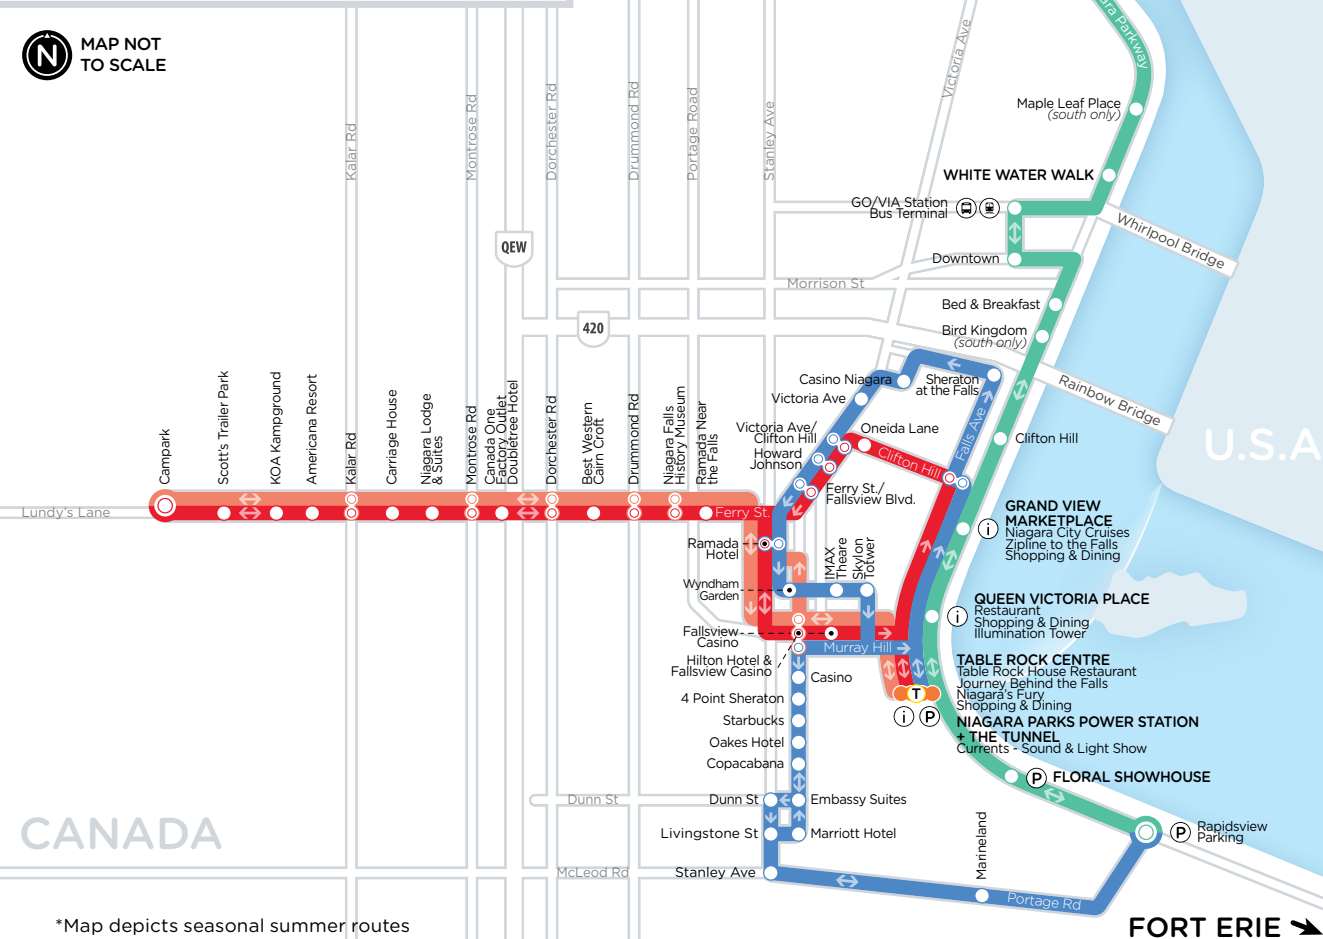 N
MAP NOT
TO SCALE
Kalar Rd
Montrose Rd
Dorchester Rd
Drummond Rd
Portage Road
Stanley Ave
Victoria Ave
Parkway
Maple Leaf Place
(south only)
WHITE WATER WALK
GO/VIA Station
Bus Terminal
Whirlpool Bridge
QEW
Downtown
Morrison St
Bed & Breakfast
420
Bird Kingdom
(south only)
Rainbow Bridge
Casino Niagara
Sheraton
at the Falls
Victoria Ave
Victoria Ave/
Clifton Hill
Oneida Lane
Clifton Hill
Falls Ave
Clifton Hill
U.S.A
Howard
Johnson
Ferry St./
Fallsview Blvd.
Campark
Scott's Trailer Park
KOA Kampground
Americana Resort
Kalar Rd
Carriage House
Niagara Lodge
& Suites
Montrose Rd
Canada One
Factory Outlet
Doubletree Hotel
Dorchester Rd
Best Western
Cairn Croft
Drummond Rd
Niagara Falls
History Museum
Ramada Near
the Falls
Lundy's Lane
Ferry St.
GRAND VIEW
MARKETPLACE
Niagara City Cruises
Zipline to the Falls
Shopping & Dining
i
Ramada
Hotel
IMAX
Theare
Skylon
Totwer
Wyndham
Garden
QUEEN VICTORIA PLACE
Restaurant
Shopping & Dining
Illumination Tower
i
Fallsview
Casino
Murray Hill
Hilton Hotel &
Fallsview Casino
TABLE ROCK CENTRE
Table Rock House Restaurant
Journey Behind the Falls
Niagara's Fury
Shopping & Dining
T
i
P
NIAGARA PARKS POWER STATION
+ THE TUNNEL
Currents - Sound & Light Show
Casino
4 Point Sheraton
Starbucks
Oakes Hotel
Copacabana
P
FLORAL SHOWHOUSE
Dunn St
Dunn St
Embassy Suites
Livingstone St
Marriott Hotel
P
Rapidsview
Parking
CANADA
McLeod Rd
Stanley Ave
Marineland
Portage Rd
*Map depicts seasonal summer routes
FORT ERIE